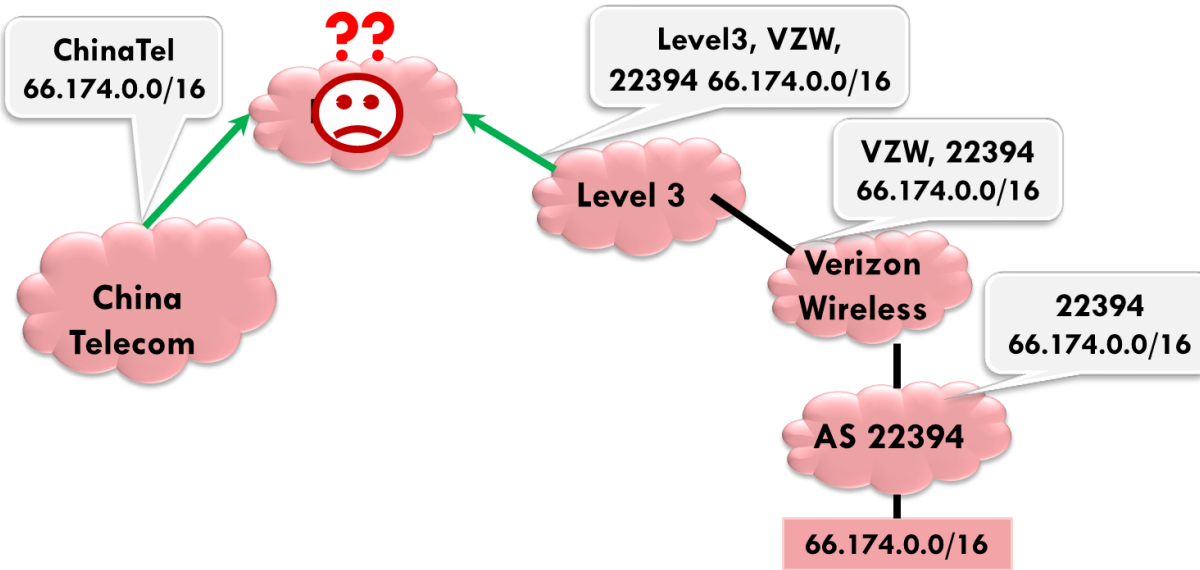 ??
ChinaTel
66.174.0.0/16
Level3, VZW,
22394 66.174.0.0/16
VZW, 22394
66.174.0.0/16
Level 3
Verizon
Wireless
22394
66.174.0.0/16
China
Telecom
AS 22394
66.174.0.0/16